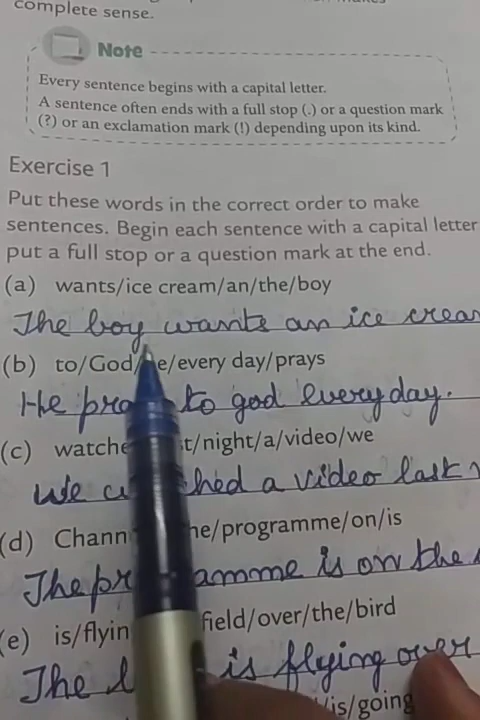 complete sense.
Note
Every sentence begins with a capital letter.
A sentence often ends with a full stop (.) or a question mark
(?) or an exclamation mark (!) depending upon its kind.
Exercise 1
Put these words in the correct order to make
sentences. Begin each sentence with a capital letter
put a full stop or a question mark at the end.
(a) wants/ice cream/an/the/boy
The boy wants an ice
(b) to/God/ /every day/prays
He to god everyday.
(c) /night/a/video/we
We a video last
(d) /programme/on/is
The is on the
(e) is/ field/over/the/bird
The is flying over
/is/going